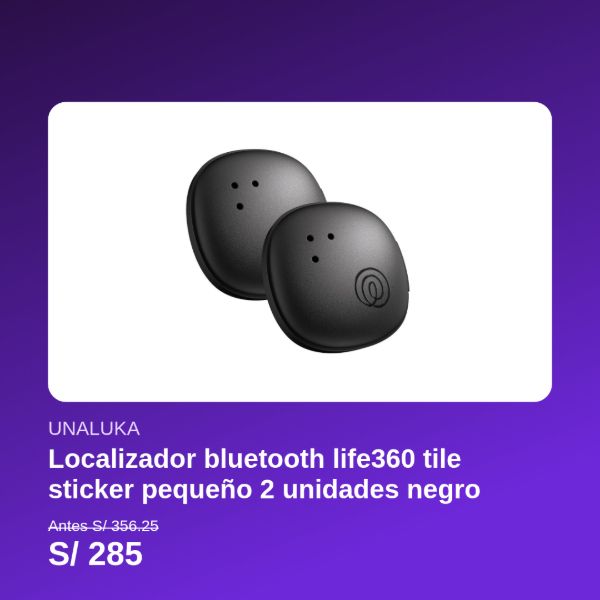 UNALUKA
Localizador bluetooth life360 tile
sticker pequeño 2 unidades negro
Antes S/ 356.25
S/ 285